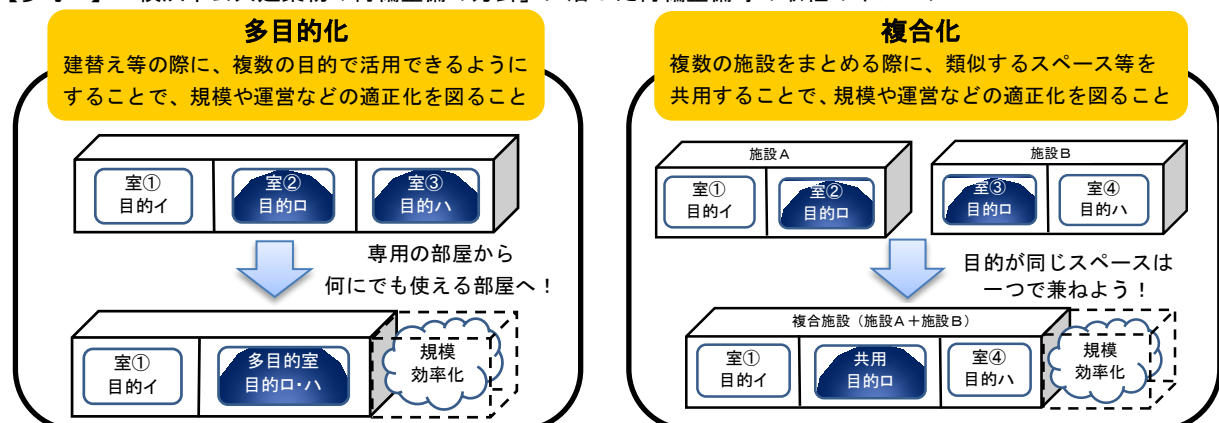 多目的化
建替え等の際に、複数の目的で活用できるように
することで、規模や運営などの適正化を図ること
室①
目的イ
室②
目的ロ
室③
目的ハ
専用の部屋から
何にでも使える部屋へ！
室①
目的イ
多目的室
目的ロ・ハ
規模
効率化
複合化
複数の施設をまとめる際に、類似するスペース等を
共用することで、規模や運営などの適正化を図ること
施設A
室①
目的イ
室②
目的ロ
施設B
室③
目的ロ
室④
目的ハ
目的が同じスペースは
一つで兼ねよう！
複合施設（施設A＋施設B）
室①
目的イ
共用
目的ロ
室④
目的ハ
規模
効率化